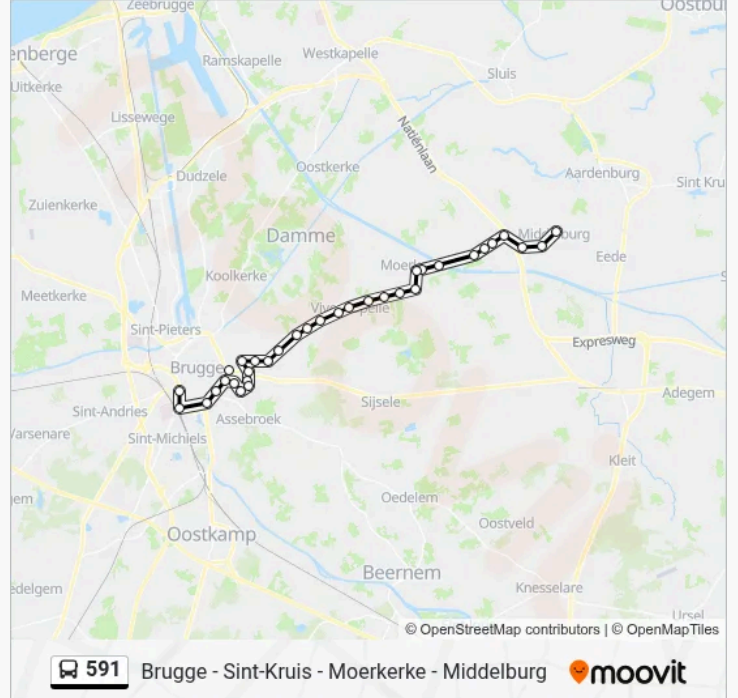 Zeebrugge
Oostbu
enberge
Ramskapelle
Westkapelle
Sluis
Uitkerke
Lissewege
Natiënlaan
Dudzele
Oostkerke
Aardenburg
Sint Kru
Zuienkerke
Damme
Middelburg
Eede
Koolkerke
Moer
Meetkerke
Sint-Pieters
Expresweg
Brugge
Sijsele
Adegem
Sint-Andries
Assebroek
Varsenare
Sint-Michiels
Kleit
Oedelem
Oostveld
Oostkamp
Beernem
Knesselare
edelgem
Ursel
© OpenStreetMap contributors | © OpenMapTiles
591 Brugge - Sint-Kruis - Moerkerke - Middelburg moovit